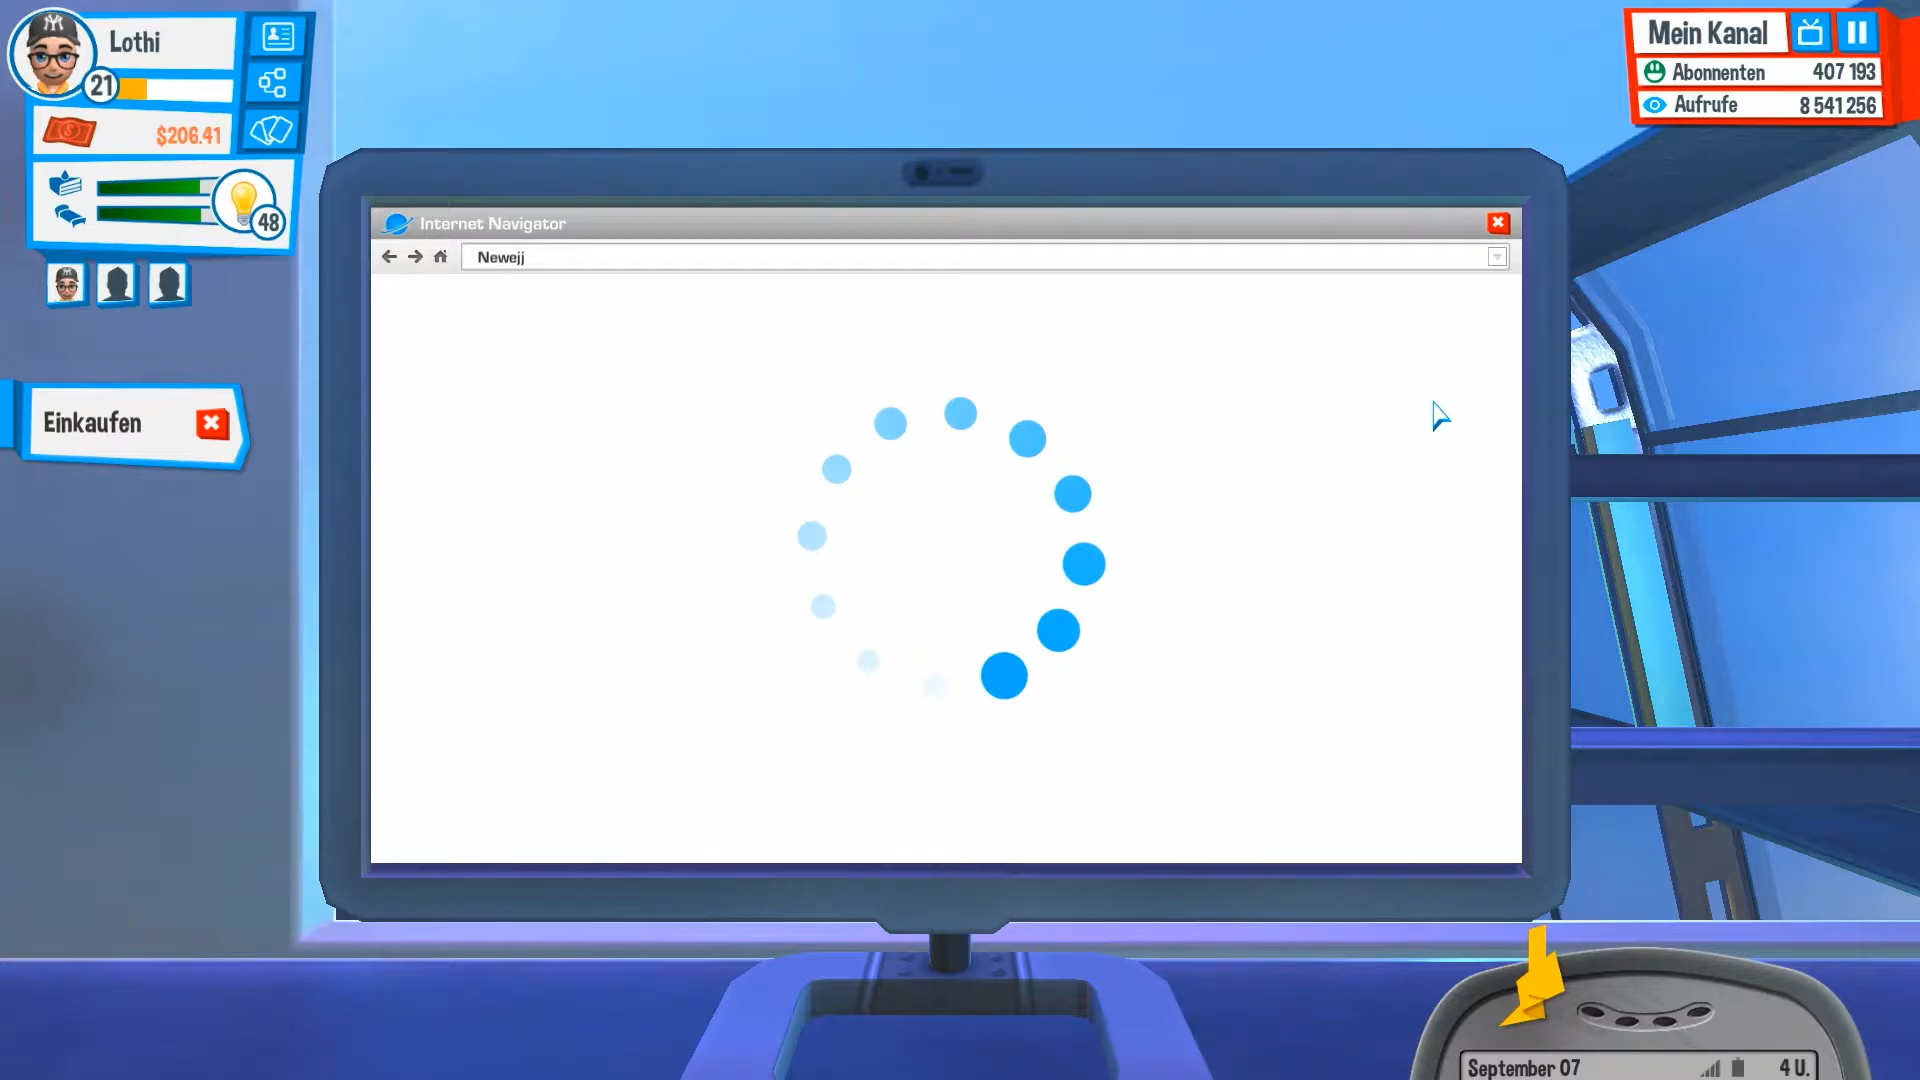 Lothi
21
$206.41
48
Einkaufen
Mein Kanal
Abonnenten 407 193
Aufrufe 8 541 256
Internet Navigator
Newejj
September 07 4 U.